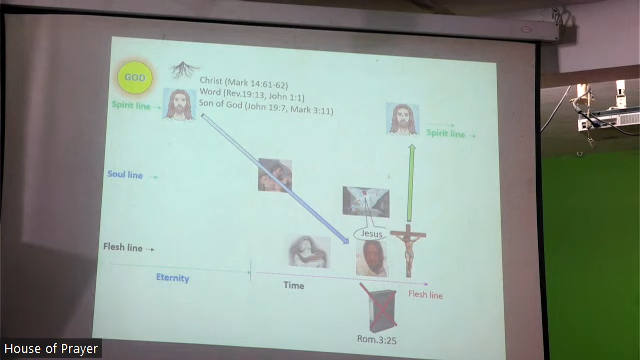 GOD
Christ (Mark 14:61-62)
Word (Rev.19:13, John 1:1)
Son of God (John 19:7, Mark 3:11)
Spirit line
Spirit line
Soul line
Jesus
Flesh line
Eternity
Time
Flesh line
Rom.3:25
House of Prayer